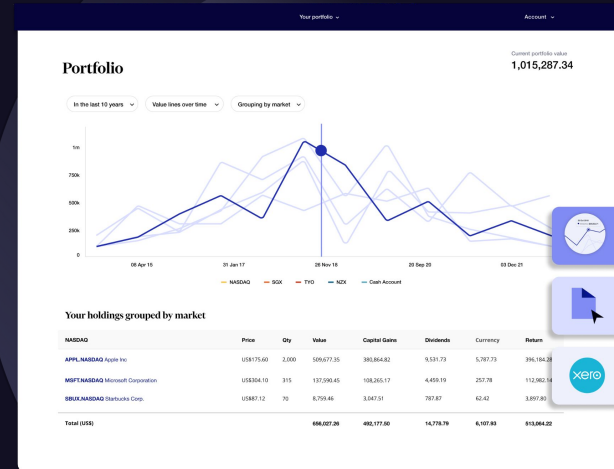 Your portfolio
Account
Portfolio
Current portfolio value
1,015,287.34
In the last 10 years
Value lines over time
Grouping by market
1m
750k
500k
250k
0
06 Apr 15
31 Jan 17
26 Nov 18
20 Sep 20
03 Dec 21
NASDAQ
SGX
TYO
NZX
Cash Account
Your holdings grouped by market
NASDAQ Price Qty Value Capital Gains Dividends Currency Return
APPL.NASDAQ Apple Inc US$175.60 2,000 509,677.35 380,864.82 9,531.73 5,787.73 396,184.28
MSFT.NASDAQ Microsoft Corporation US$304.10 315 137,590.45 108,265.17 4,459.19 257.78 112,982.14
SBUX.NASDAQ Starbucks Corp. US$87.12 70 8,759.46 3,047.51 787.87 62.42 3,897.80
Total (US$) 656,027.26 492,177.50 14,778.79 6,107.93 513,064.22
xero